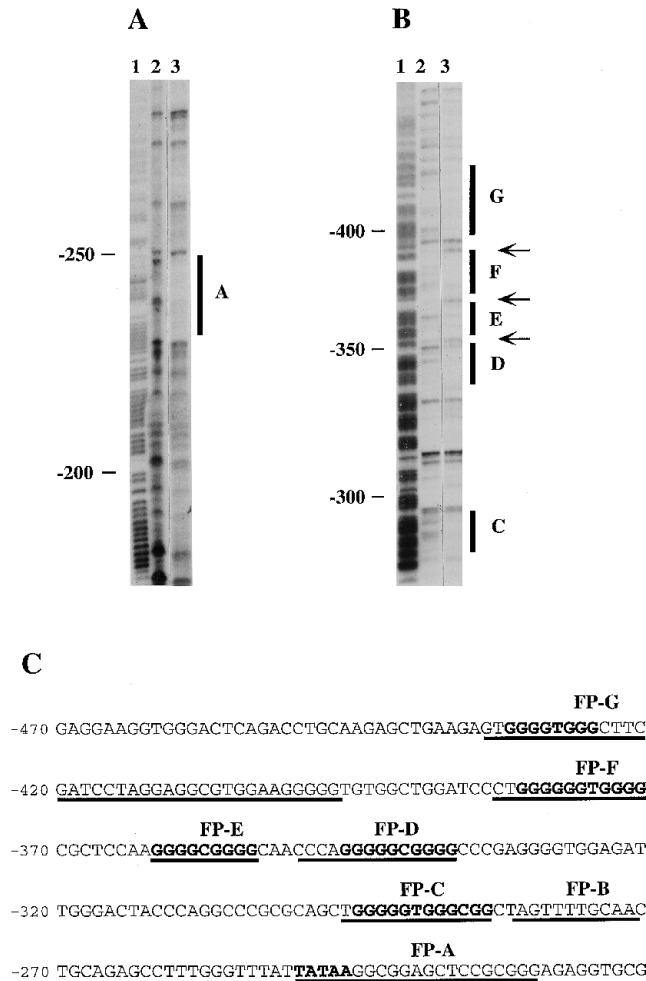 A
B
1 2 3
1 2 3
G
-400
-250
F
A
E
-350
D
-200
-300
C
C
FP-G
-470 GAGGAAGGTGGGACTCAGACCTGCAAGAGCTGAAGAGTGGGGTGGGCTTC
FP-F
-420 GATCCTAGGAGGCGTGGAAGGGGGTGTGGCTGGATCCCTGGGGGGTGGGG
FP-E FP-D
-370 CGCTCCAAGGGGCGGGGCAACCCAGGGGGCGGGGCCCGAGGGGTGGAGAT
FP-C FP-B
-320 TGGGACTACCCAGGCCCGCGCAGCTGGGGGTGGGCGGCTAGTTTTGCAAC
FP-A
-270 TGCAGAGCCTTTGGGTTTATTATAAGGCGGAGCTCCGCGGGAGAGGTGCG